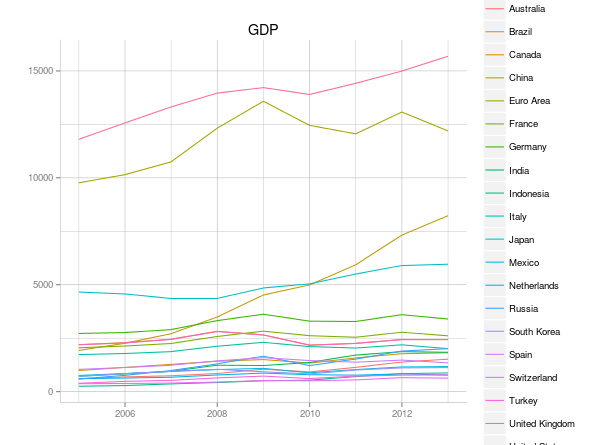 GDP
15000
10000
5000
0
2006
2008
2010
2012
Australia
Brazil
Canada
China
Euro Area
France
Germany
India
Indonesia
Italy
Japan
Mexico
Netherlands
Russia
South Korea
Spain
Switzerland
Turkey
United Kingdom